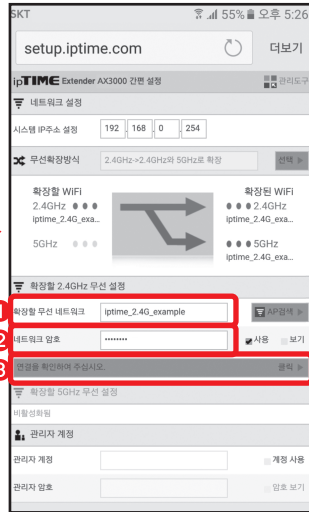 SKT 55% 오후 5:26
setup.iptime.com 더보기
ipTIME Extender AX3000 간편 설정 관리도구
네트워크 설정
시스템 IP주소 설정 192 . 168 . 0 . 254
무선확장방식 2.4GHz->2.4GHz와 5GHz로 확장 선택
확장할 WiFi 확장된 WiFi
2.4GHz 2.4GHz
iptime_2.4G_exa... iptime_2.4G_exa...
5GHz 5GHz
iptime_2.4G_exa...
확장할 2.4GHz 무선 설정
1 확장할 무선 네트워크 iptime_2.4G_example AP검색
2 네트워크 암호 •••••••• 사용 보기
3 연결을 확인하여 주십시오. 클릭
확장할 5GHz 무선 설정
비활성화됨
관리자 계정
관리자 계정 계정 사용
관리자 암호 암호 보기